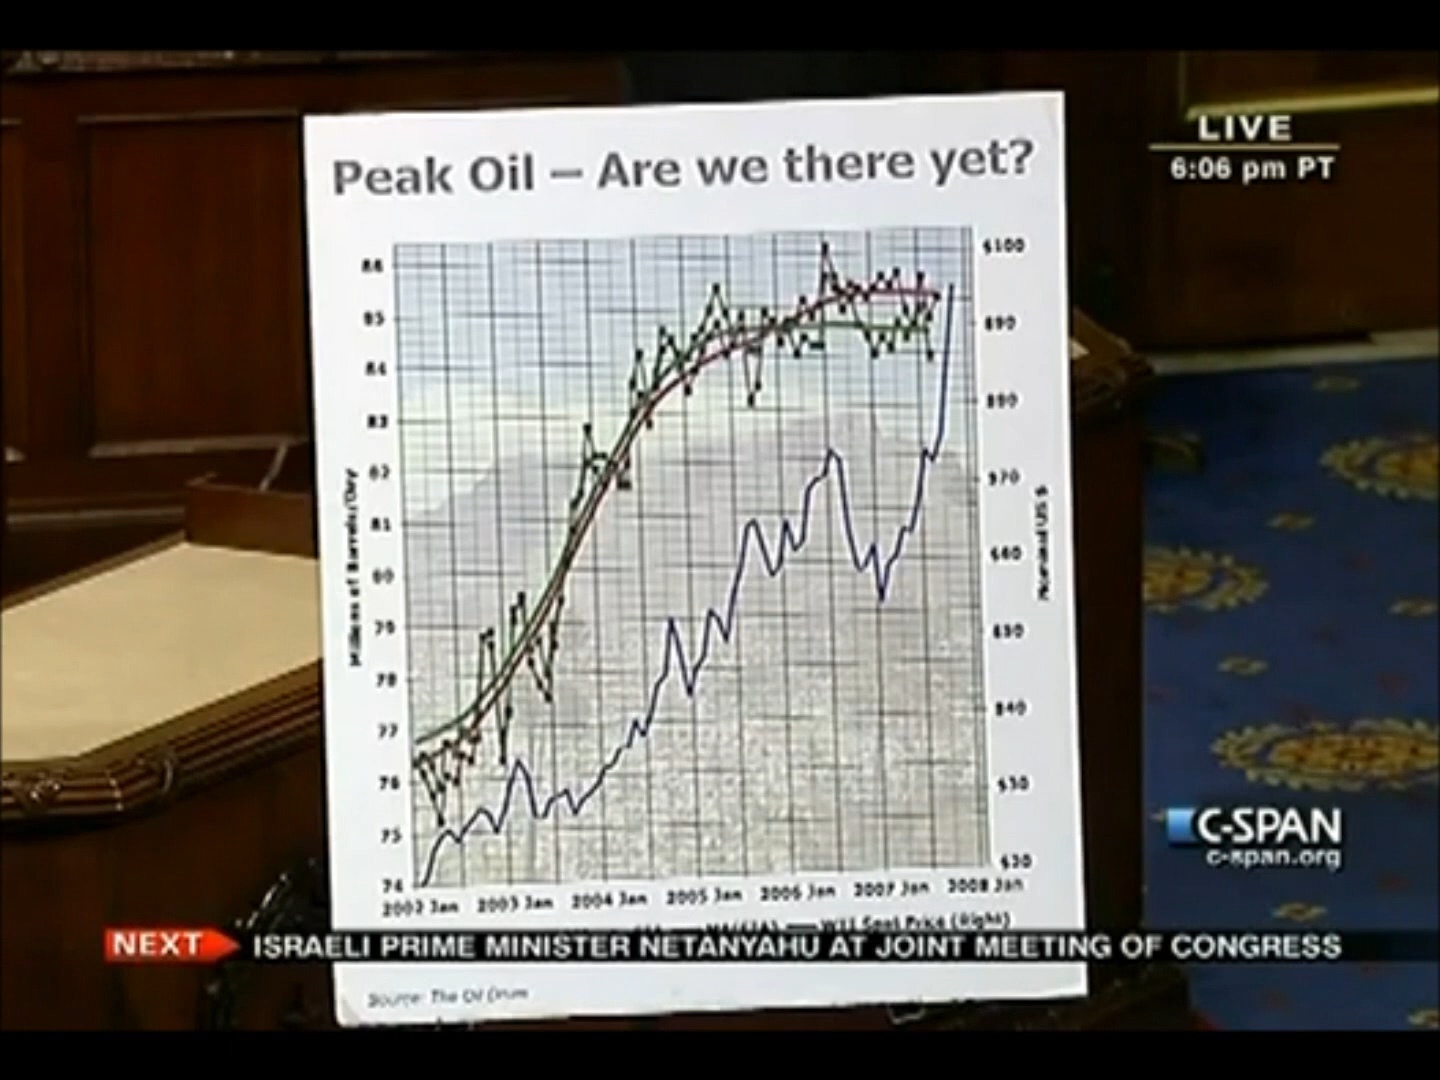 LIVE
6:06 pm PT
Peak Oil – Are we there yet?
86
85
84
83
82
81
80
79
78
77
76
75
74
Millions of Barrels/Day
$100
$90
$80
$70
$60
$50
$40
$30
$20
Nominal US $
2002 Jan 2003 Jan 2004 Jan 2005 Jan 2006 Jan 2007 Jan 2008 Jan
WTI Spot Price (Right)
C-SPAN
c-span.org
NEXT ISRAELI PRIME MINISTER NETANYAHU AT JOINT MEETING OF CONGRESS
Source: The Oil Drum